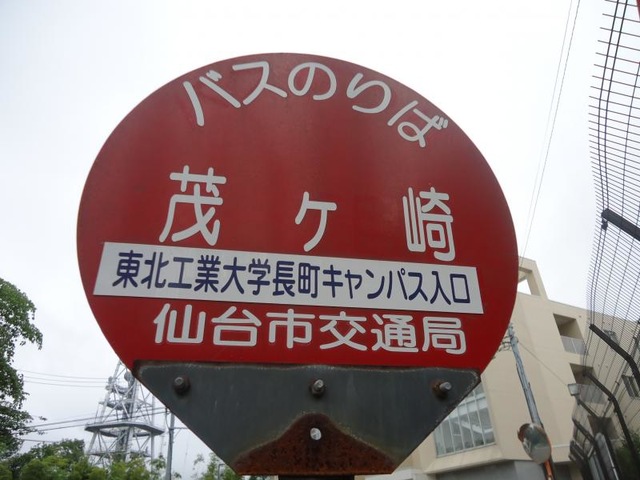 バスのりば
茂ケ崎
東北工業大学長町キャンパス入口
仙台市交通局